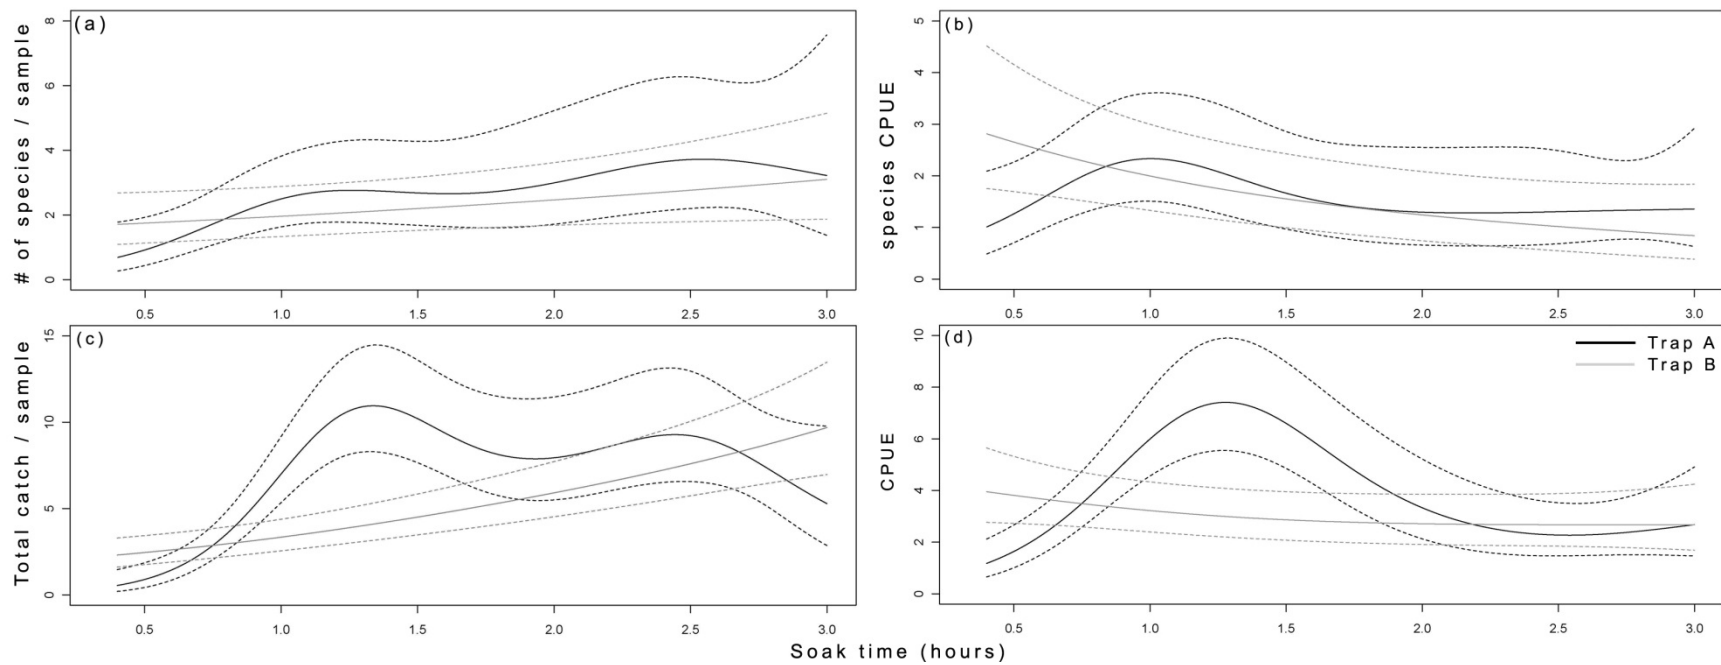 (a)
# of species / sample
0
2
4
6
8
0.5 1.0 1.5 2.0 2.5 3.0
(b)
species CPUE
0
1
2
3
4
5
0.5 1.0 1.5 2.0 2.5 3.0
(c)
Total catch / sample
0
5
10
15
0.5 1.0 1.5 2.0 2.5 3.0
(d)
Trap A
Trap B
CPUE
0
2
4
6
8
10
0.5 1.0 1.5 2.0 2.5 3.0
Soak time (hours)